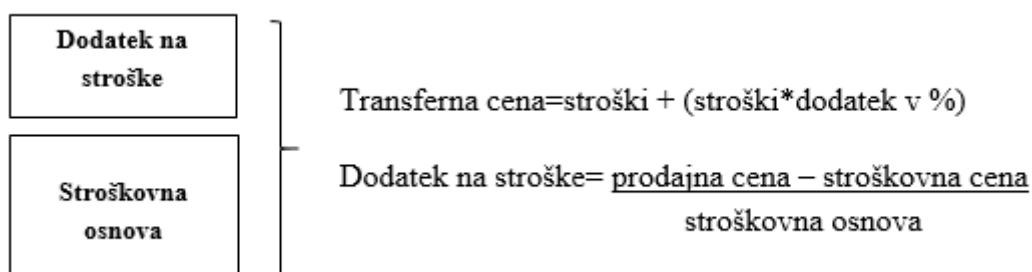 Dodatek na
stroške
Stroškovna
osnova
Transferna cena=stroški + (stroški*dodatek v %)
Dodatek na stroške= prodajna cena – stroškovna cena
stroškovna osnova